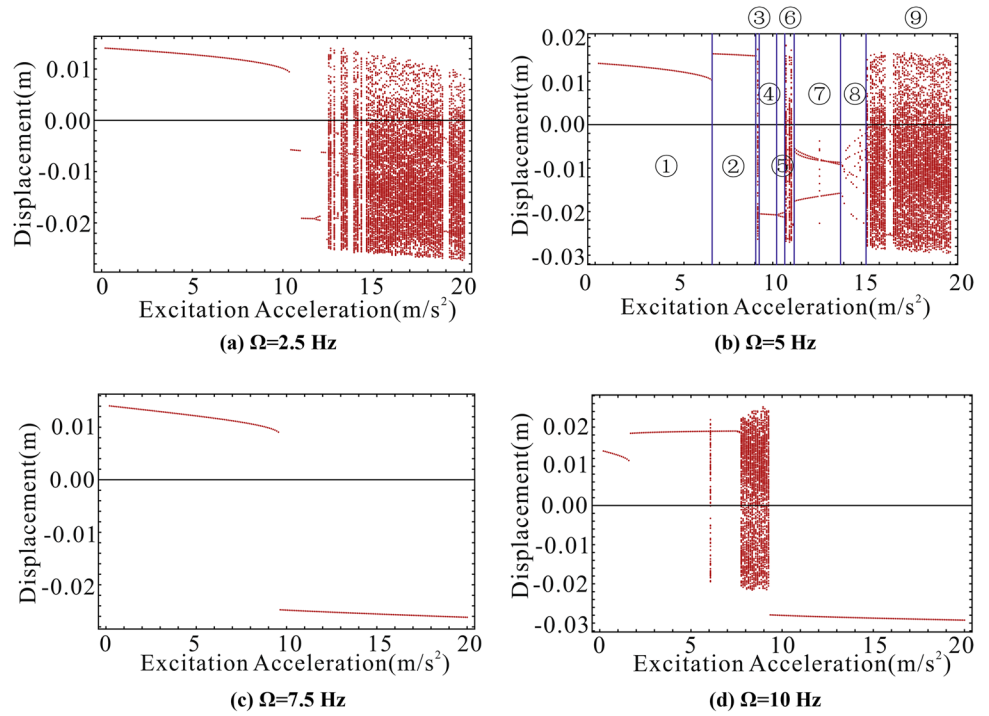 ③ ⑥ ⑨
0.01
0.00
-0.01
-0.02
Displacement(m)
0 5 10 15 20
Excitation Acceleration(m/s²)
(a) Ω=2.5 Hz
0.02
0.01
0.00
-0.01
-0.02
-0.03
Displacement(m)
④ ⑦ ⑧
① ② ⑤
0 5 10 15 20
Excitation Acceleration(m/s²)
(b) Ω=5 Hz
0.01
0.00
-0.01
-0.02
Displacement(m)
0 5 10 15 20
Excitation Acceleration(m/s²)
(c) Ω=7.5 Hz
0.02
0.01
0.00
-0.01
-0.02
-0.03
Displacement(m)
0 5 10 15 20
Excitation Acceleration(m/s²)
(d) Ω=10 Hz